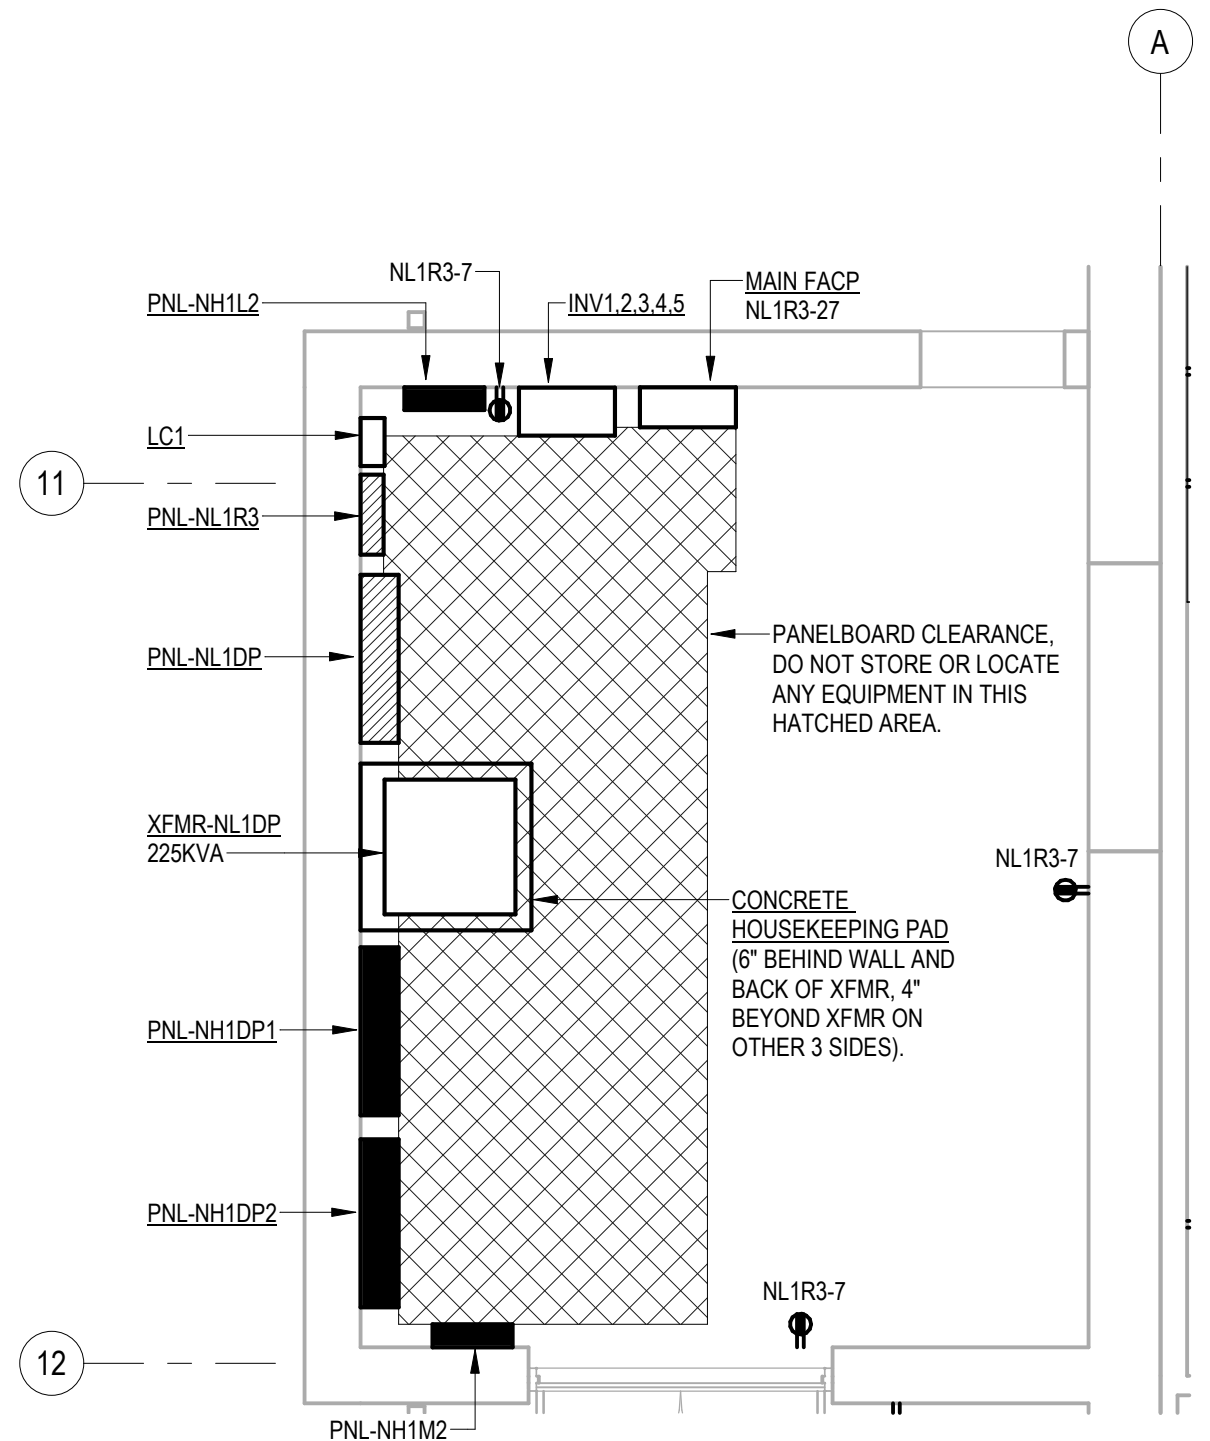 A
NL1R3-7
PNL-NH1L2
INV1,2,3,4,5
MAIN FACP
NL1R3-27
LC1
11
PNL-NL1R3
PNL-NL1DP
PANELBOARD CLEARANCE,
DO NOT STORE OR LOCATE
ANY EQUIPMENT IN THIS
HATCHED AREA.
XFMR-NL1DP
225KVA
NL1R3-7
CONCRETE
HOUSEKEEPING PAD
(6" BEHIND WALL AND
BACK OF XFMR, 4"
BEYOND XFMR ON
OTHER 3 SIDES).
PNL-NH1DP1
PNL-NH1DP2
NL1R3-7
12
PNL-NH1M2